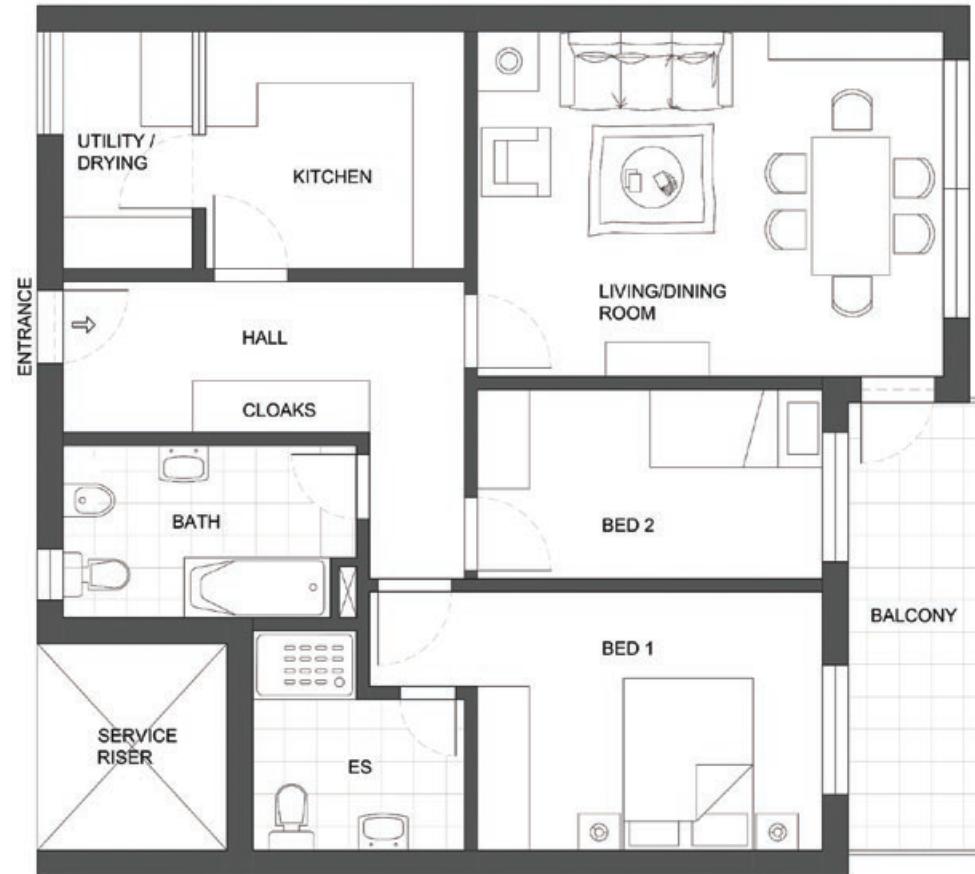 UTILITY /
DRYING
KITCHEN
LIVING/DINING
ROOM
ENTRANCE
HALL
CLOAKS
BATH
BED 2
BALCONY
BED 1
SERVICE
RISER
ES